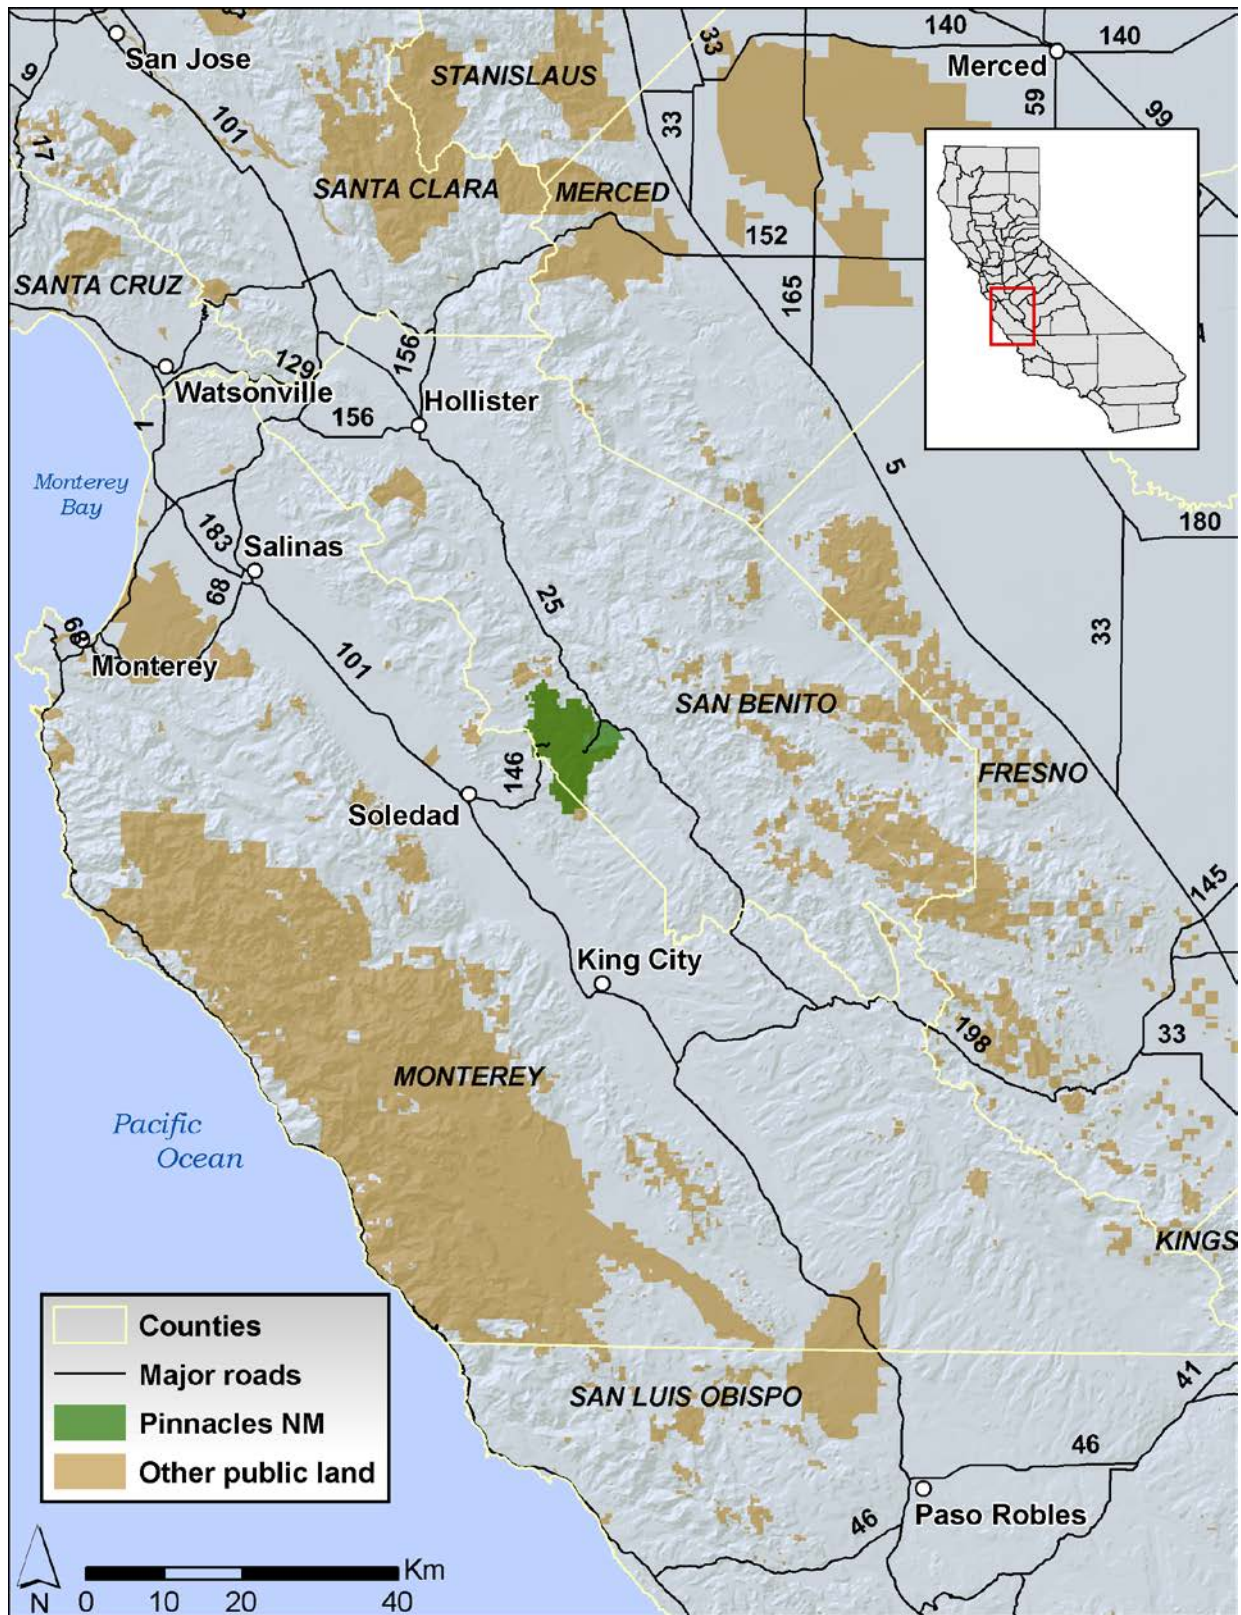 140
140
33
San Jose
Merced
STANISLAUS
9
59
99
101
33
17
SANTA CLARA
MERCED
152
SANTA CRUZ
165
156
129
Watsonville
Hollister
156
1
5
Monterey
Bay
180
183
Salinas
68
25
33
68
101
Monterey
SAN BENITO
146
FRESNO
Soledad
145
King City
198
33
MONTEREY
Pacific
Ocean
KINGS
Counties
Major roads
SAN LUIS OBISPO
41
Pinnacles NM
46
Other public land
Paso Robles
46
Km
N
0
10
20
40